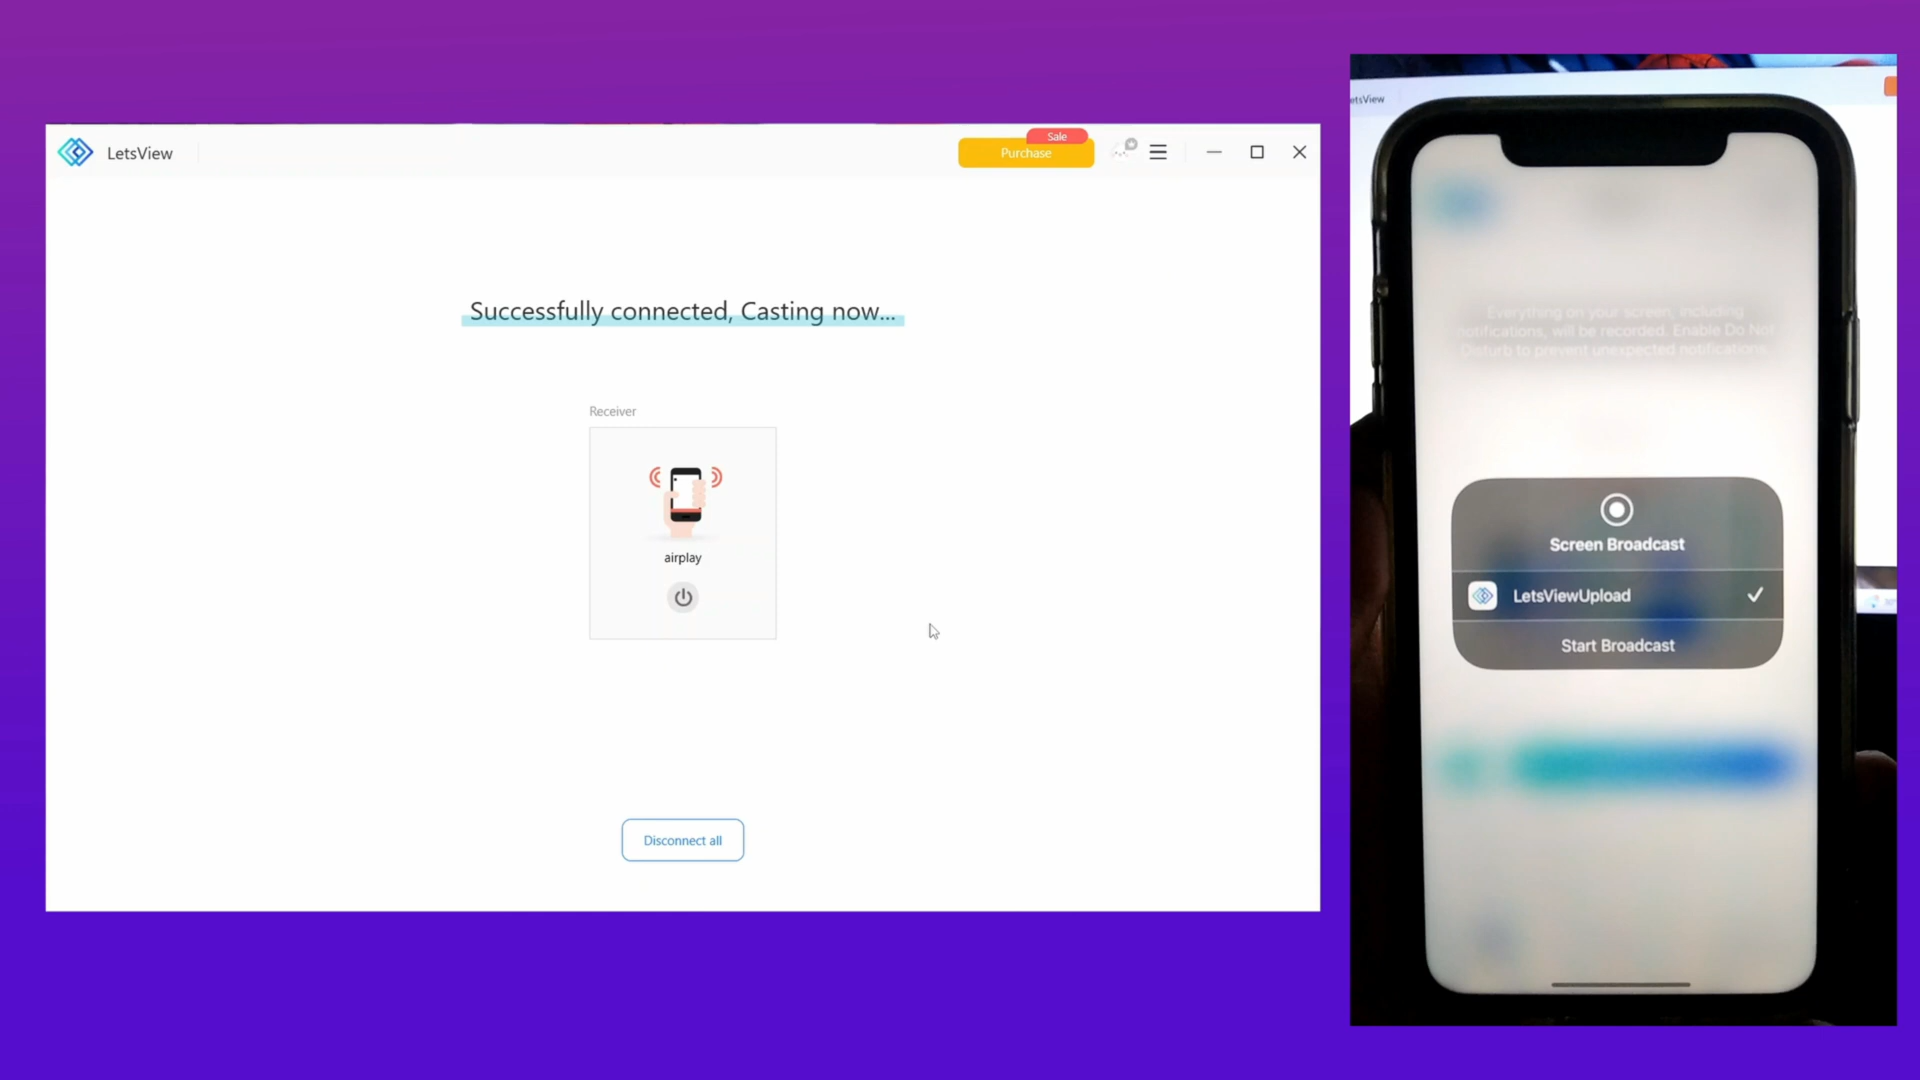 LetsView
Sale
Purchase
Successfully connected, Casting now...
Receiver
airplay
Disconnect all
etsView
Everything on your screen, including
notifications, will be recorded. Enable Do Not
Disturb to prevent unexpected notifications.
Screen Broadcast
LetsViewUpload
Start Broadcast